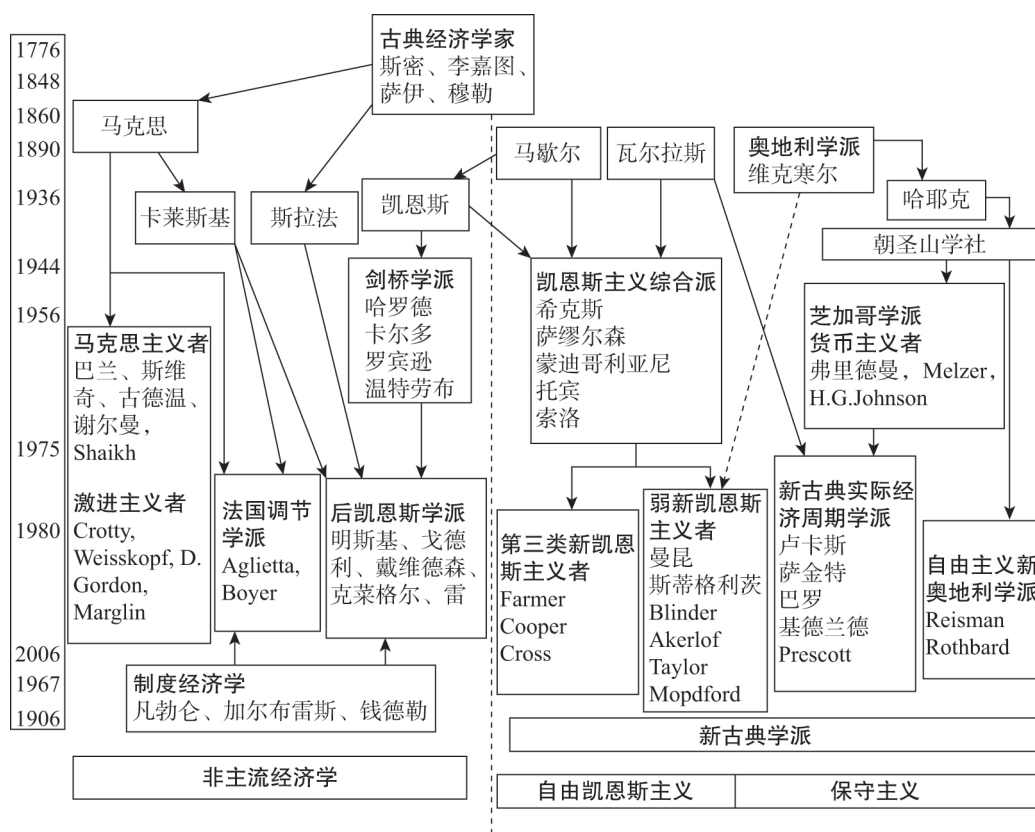 1776
1848
1860
1890
1936
1944
1956
1975
1980
2006
1967
1906
古典经济学家
斯密、李嘉图、
萨伊、穆勒
马克思
马歇尔
瓦尔拉斯
奥地利学派
维克寒尔
卡莱斯基
斯拉法
凯恩斯
哈耶克
朝圣山学社
剑桥学派
哈罗德
卡尔多
罗宾逊
温特劳布
凯恩斯主义综合派
希克斯
萨缪尔森
蒙迪哥利亚尼
托宾
索洛
芝加哥学派
货币主义者
弗里德曼，Melzer,
H.G.Johnson
马克思主义者
巴兰、斯维
奇、古德温、
谢尔曼，
Shaikh
激进主义者
Crotty,
Weisskopf, D.
Gordon,
Marglin
法国调节
学派
Aglietta,
Boyer
后凯恩斯学派
明斯基、戈德
利、戴维德森、
克莱格尔、雷
第三类新凯恩
斯主义者
Farmer
Cooper
Cross
弱新凯恩斯
主义者
曼昆
斯蒂格利茨
Blinder
Akerlof
Taylor
Mopdford
新古典实际经
济周期学派
卢卡斯
萨金特
巴罗
基德兰德
Prescott
自由主义新
奥地利学派
Reisman
Rothbard
制度经济学
凡勃仑、加尔布雷斯、钱德勒
新古典学派
非主流经济学
自由凯恩斯主义
保守主义